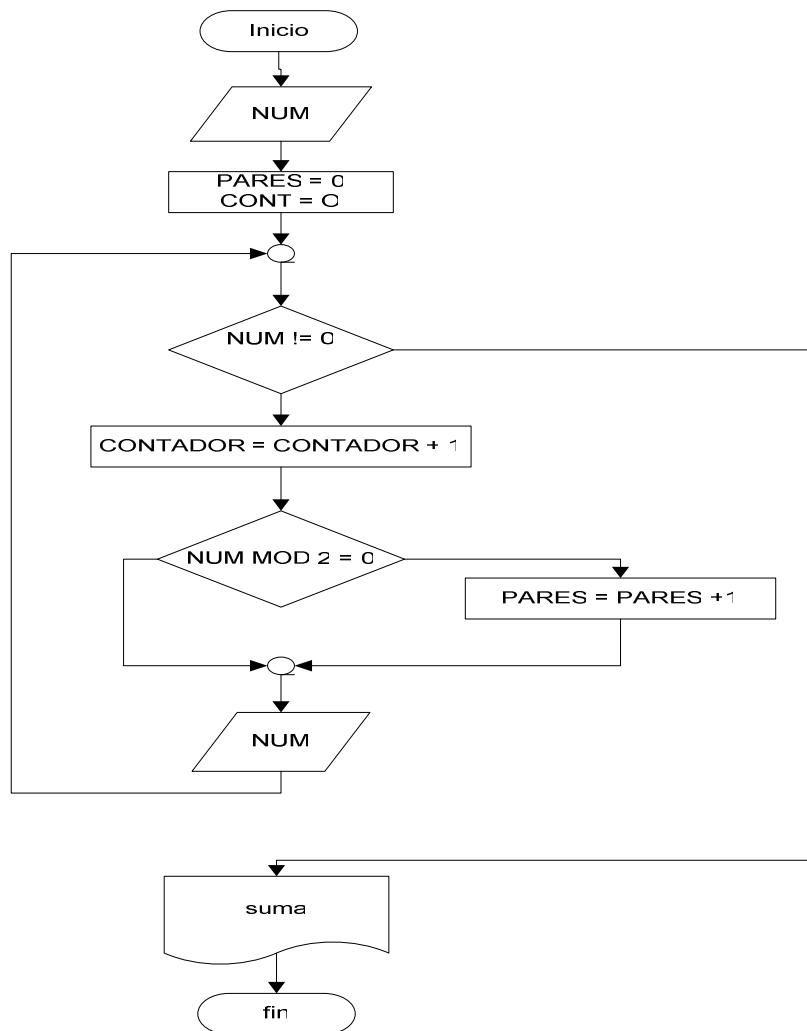 Inicio
NUM
PARES = 0
CONT = O
NUM != 0
CONTADOR = CONTADOR + 1
NUM MOD 2 = 0
PARES = PARES +1
NUM
suma
fin